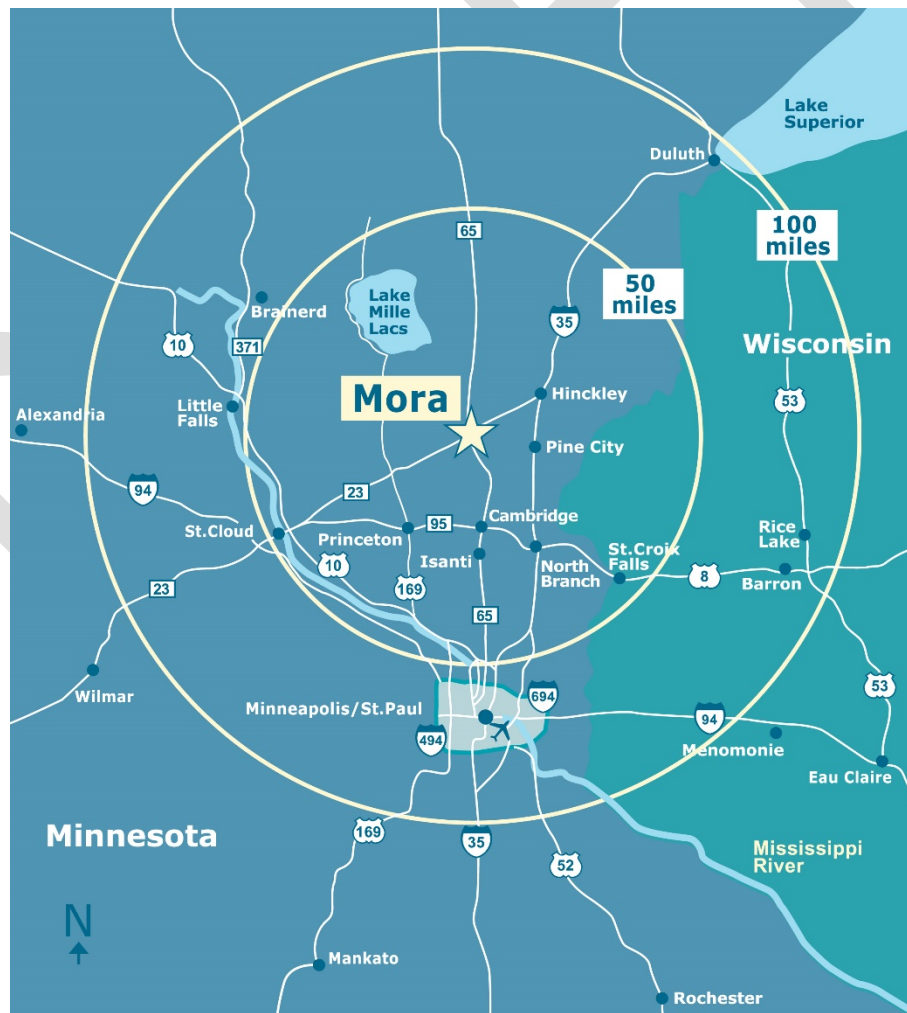 Lake
Superior
Duluth
65
100
miles
50
miles
Lake
Mille
Lacs
Brainerd
35
10
371
Wisconsin
Mora
Hinckley
53
Little
Falls
Alexandria
Pine City
94
23
St.Cloud
Princeton
95
Cambridge
Isanti
North
Branch
St.Croix
Falls
Rice
Lake
8
Barron
10
169
23
65
Wilmar
694
53
Minneapolis/St.Paul
494
94
Menomonie
Eau Claire
Minnesota
169
35
52
Mississippi
River
N
Mankato
Rochester